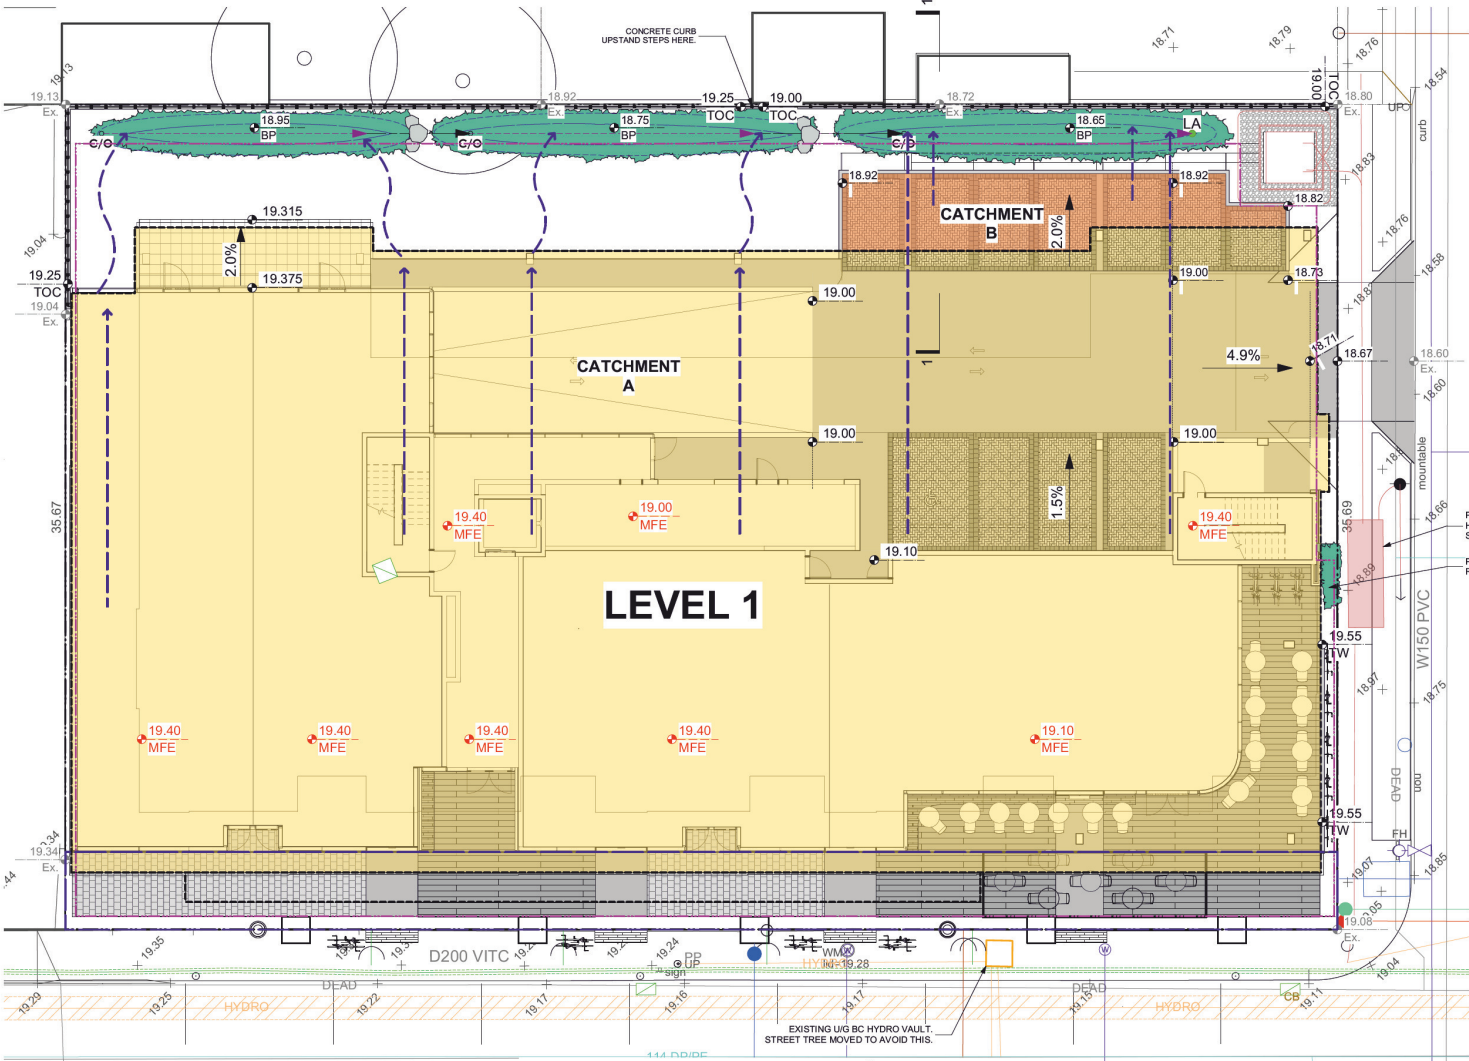 CONCRETE CURB
UPSTAND STEPS HERE.
1
18.71
18.79
18.76
18.54
19.13
19.13
Ex.
18.92
Ex.
19.25
TOC
19.00
TOC
18.72
Ex.
19.00
TOC
18.80
Ex.
UP
curb
18.95
BP
18.75
BP
18.65
BP
LA
C/O
C/O
C/O
18.83
18.92
18.92
18.82
19.315
CATCHMENT
B
2.0%
18.76
19.04
2.0%
19.25
TOC
19.375
19.00
18.73
18.58
19.04
Ex.
19.00
18.71
1
CATCHMENT
A
4.9%
18.67
18.60
Ex.
18.60
19.00
19.00
mountable
1.5%
35.67
19.40
MFE
19.00
MFE
19.40
MFE
35.69
18.66
19.10
18.89
LEVEL 1
W150 PVC
19.55
TW
18.97
18.75
19.40
MFE
19.40
MFE
19.40
MFE
19.40
MFE
19.10
MFE
DEAD
19.55
TW
FH
19.34
Ex.
19.07
18.85
19.08
Ex.
19.35
D200 VITC
19.24
UP
PP
sign
WM
19.28
W
W
19.04
DEAD
DEAD
19.29
19.25
HYDRO
19.22
19.17
19.16
19.17
19.15
HYDRO
CB
19.11
EXISTING U/G BC HYDRO VAULT.
STREET TREE MOVED TO AVOID THIS.